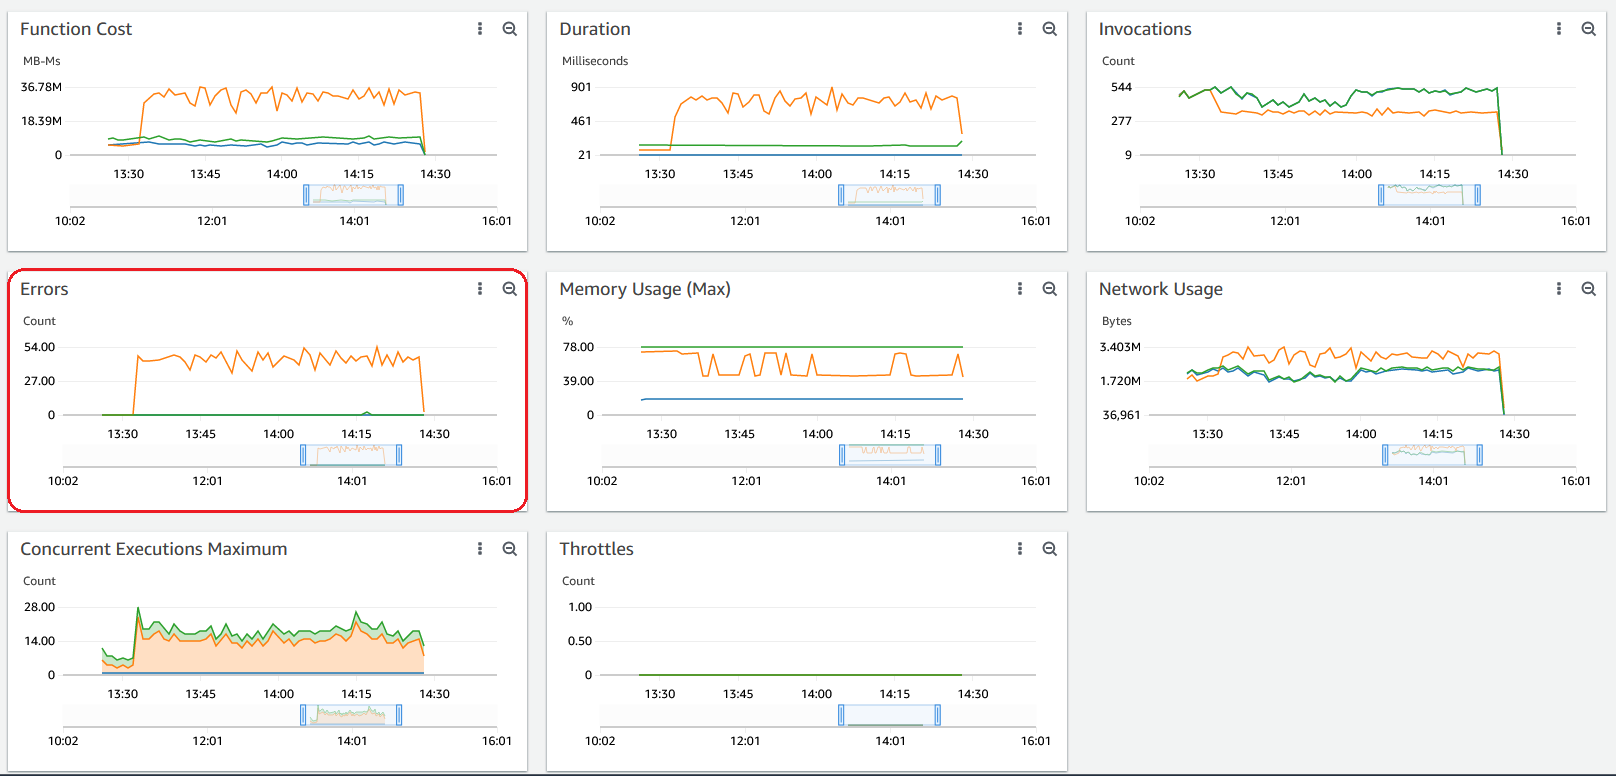 Function Cost
MB-Ms
36.78M
18.39M
0
13:30 13:45 14:00 14:15 14:30
10:02 12:01 14:01 16:01
Duration
Milliseconds
901
461
21
13:30 13:45 14:00 14:15 14:30
10:02 12:01 14:01 16:01
Invocations
Count
544
277
9
13:30 13:45 14:00 14:15 14:30
10:02 12:01 14:01 16:01
Errors
Count
54.00
27.00
0
13:30 13:45 14:00 14:15 14:30
10:02 12:01 14:01 16:01
Memory Usage (Max)
%
78.00
39.00
0
13:30 13:45 14:00 14:15 14:30
10:02 12:01 14:01 16:01
Network Usage
Bytes
3.403M
1.720M
36,961
13:30 13:45 14:00 14:15 14:30
10:02 12:01 14:01 16:01
Concurrent Executions Maximum
Count
28.00
14.00
0
13:30 13:45 14:00 14:15 14:30
10:02 12:01 14:01 16:01
Throttles
Count
1.00
0.50
0
13:30 13:45 14:00 14:15 14:30
10:02 12:01 14:01 16:01